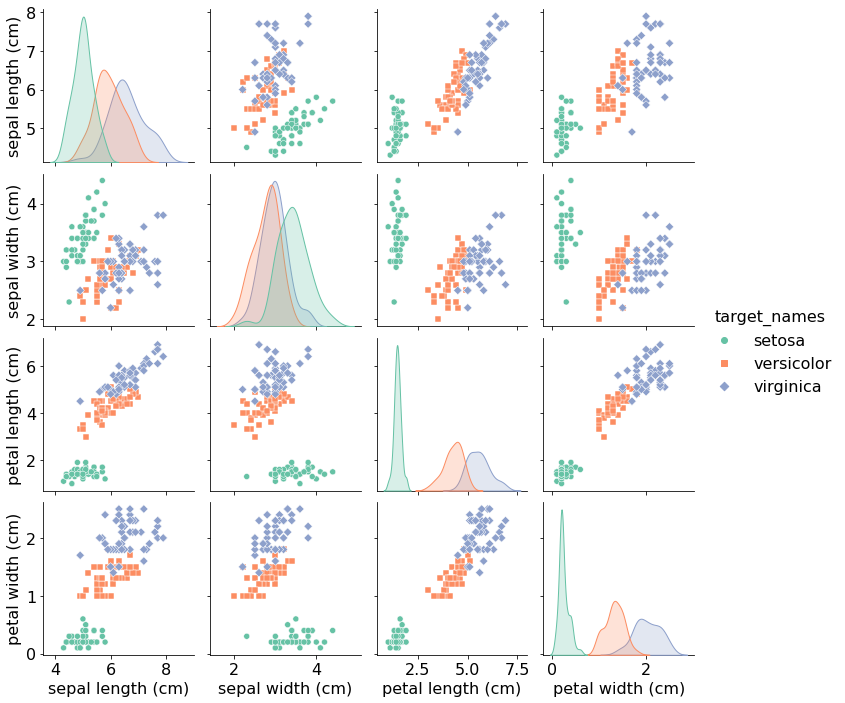 sepal length (cm)
8
7
6
5
sepal width (cm)
4
3
2
petal length (cm)
6
4
2
petal width (cm)
2
1
0
4 6 8
2 4
2.5 5.0 7.5
0 2
sepal length (cm) sepal width (cm) petal length (cm) petal width (cm)
target_names
setosa
versicolor
virginica